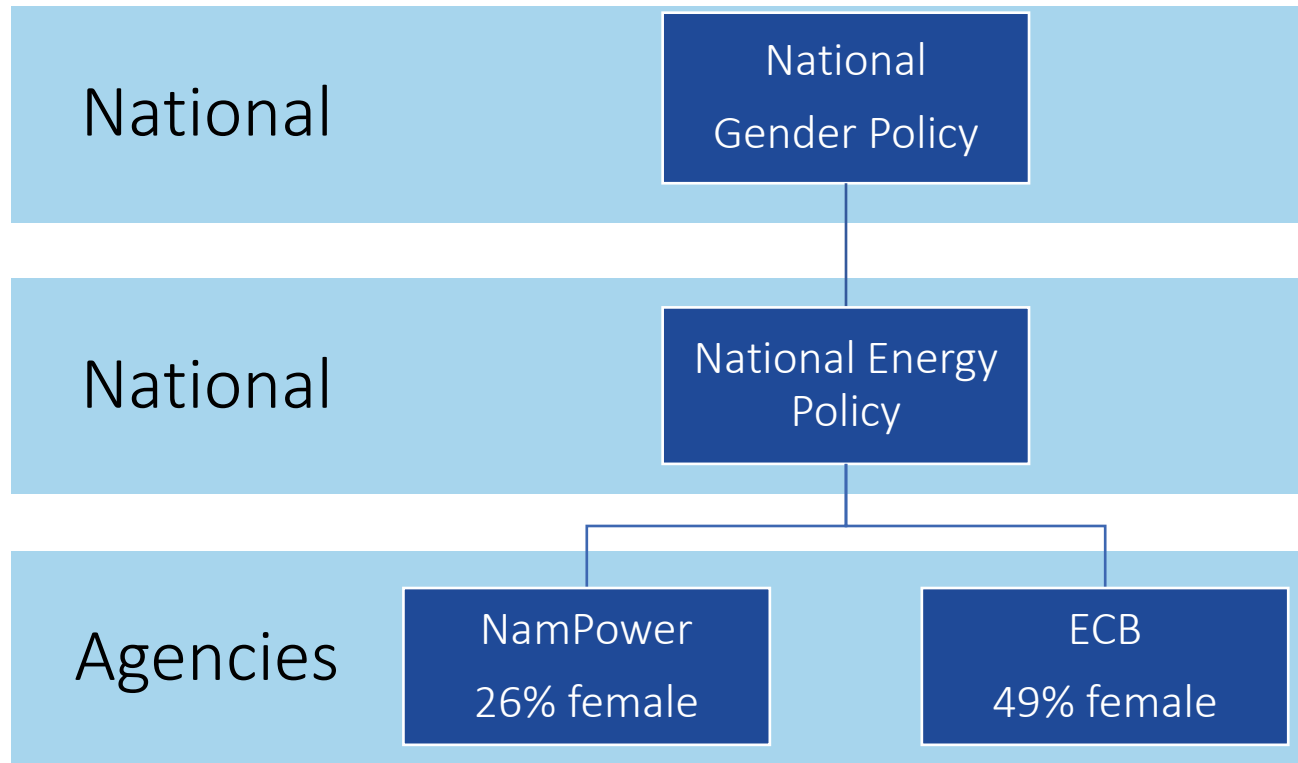 National
National
Gender Policy
National
National Energy
Policy
Agencies
NamPower
26% female
ECB
49% female